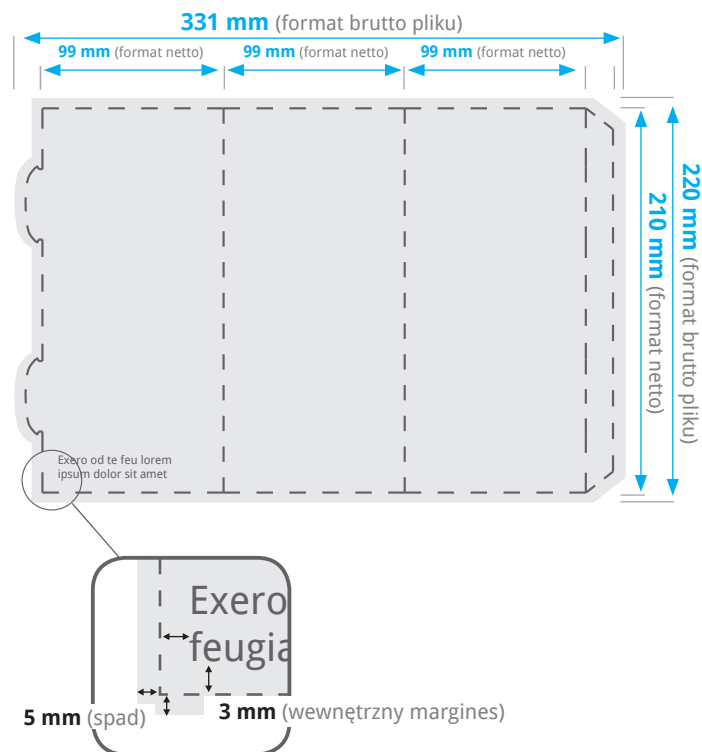 331 mm (format brutto pliku)
99 mm (format netto)
99 mm (format netto)
99 mm (format netto)
220 mm (format brutto pliku)
210 mm (format netto)
Exero od te feu lorem
ipsum dolor sit amet
Exero
feugia
5 mm (spad)
3 mm (wewnętrzny margines)